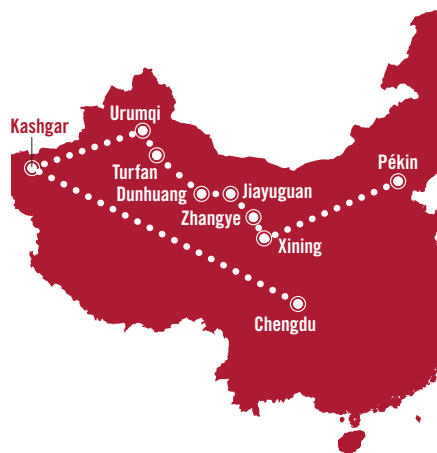 Urumqi
Kashgar
Turfan
Pékin
Dunhuang
Jiayuguan
Zhangye
Xining
Chengdu